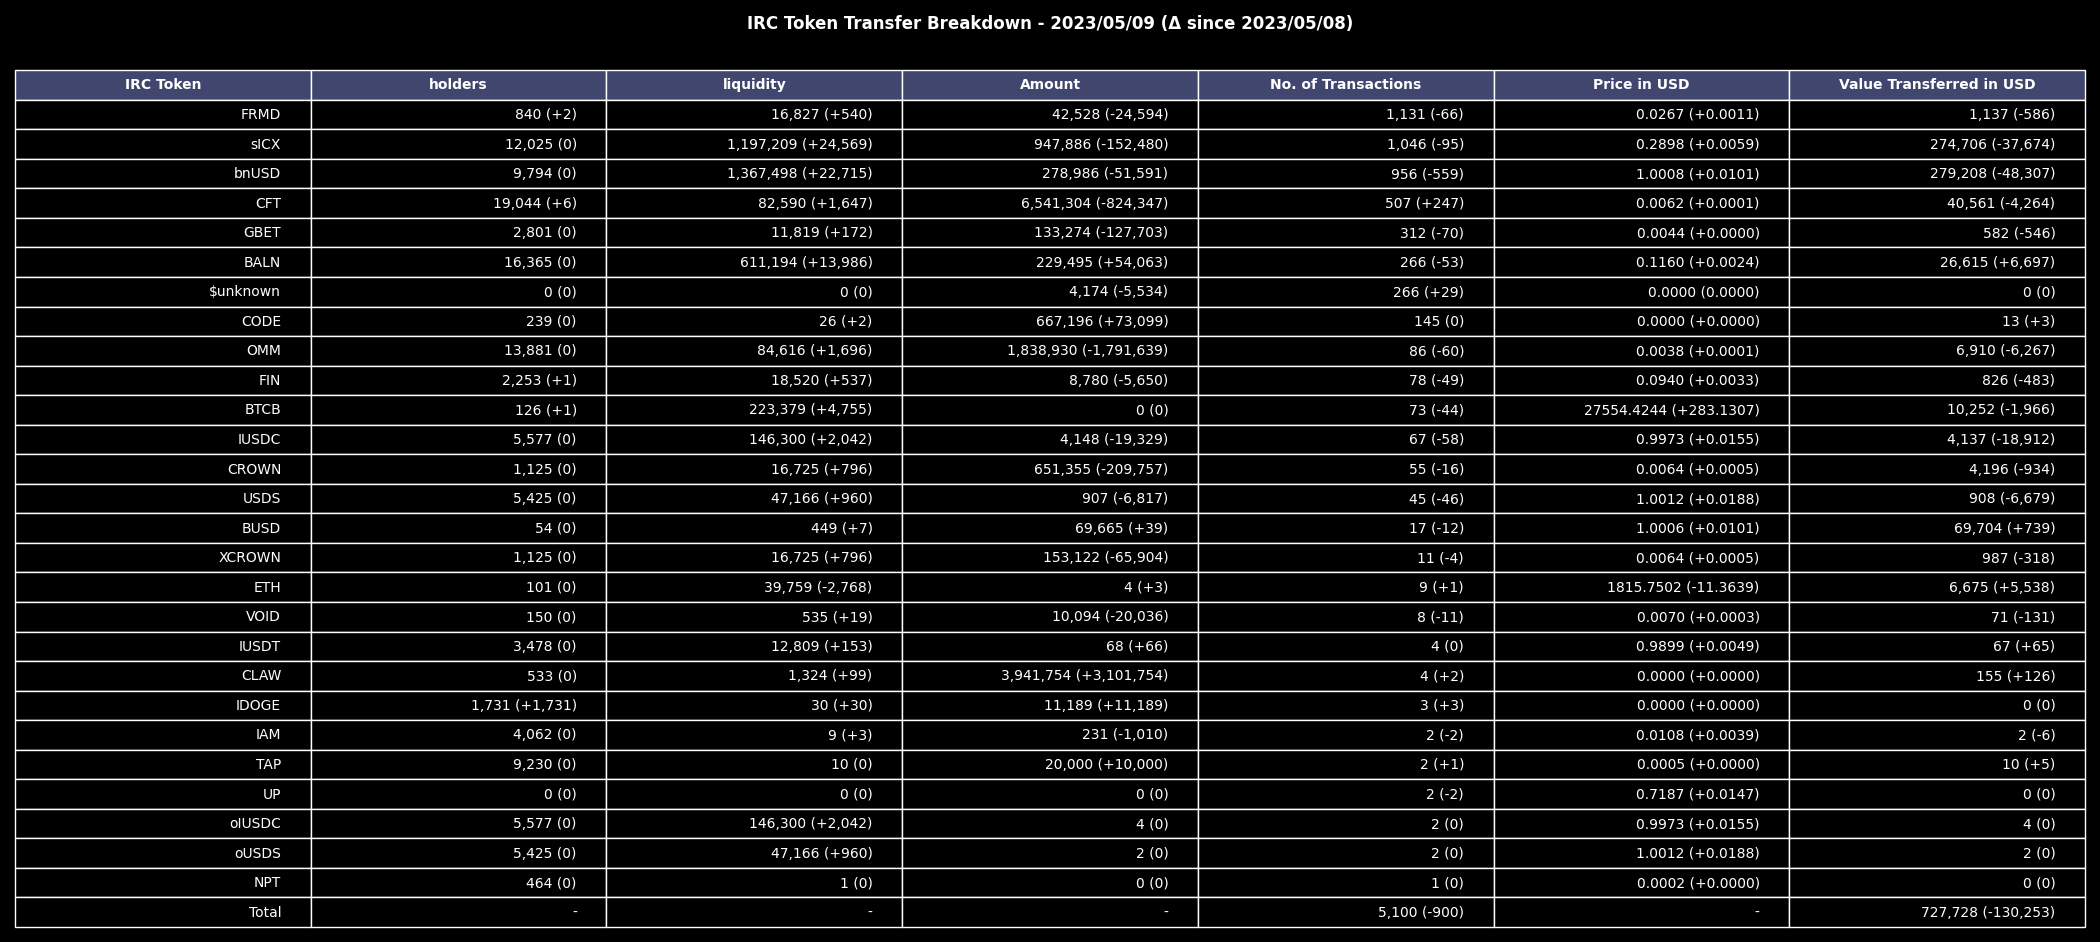 IRC Token Transfer Breakdown - 2023/05/09 (Δ since 2023/05/08)
IRC Token holders liquidity Amount No. of Transactions Price in USD Value Transferred in USD
FRMD 840 (+2) 16,827 (+540) 42,528 (-24,594) 1,131 (-66) 0.0267 (+0.0011) 1,137 (-586)
sICX 12,025 (0) 1,197,209 (+24,569) 947,886 (-152,480) 1,046 (-95) 0.2898 (+0.0059) 274,706 (-37,674)
bnUSD 9,794 (0) 1,367,498 (+22,715) 278,986 (-51,591) 956 (-559) 1.0008 (+0.0101) 279,208 (-48,307)
CFT 19,044 (+6) 82,590 (+1,647) 6,541,304 (-824,347) 507 (+247) 0.0062 (+0.0001) 40,561 (-4,264)
GBET 2,801 (0) 11,819 (+172) 133,274 (-127,703) 312 (-70) 0.0044 (+0.0000) 582 (-546)
BALN 16,365 (0) 611,194 (+13,986) 229,495 (+54,063) 266 (-53) 0.1160 (+0.0024) 26,615 (+6,697)
$unknown 0 (0) 0 (0) 4,174 (-5,534) 266 (+29) 0.0000 (0.0000) 0 (0)
CODE 239 (0) 26 (+2) 667,196 (+73,099) 145 (0) 0.0000 (+0.0000) 13 (+3)
OMM 13,881 (0) 84,616 (+1,696) 1,838,930 (-1,791,639) 86 (-60) 0.0038 (+0.0001) 6,910 (-6,267)
FIN 2,253 (+1) 18,520 (+537) 8,780 (-5,650) 78 (-49) 0.0940 (+0.0033) 826 (-483)
BTCB 126 (+1) 223,379 (+4,755) 0 (0) 73 (-44) 27554.4244 (+283.1307) 10,252 (-1,966)
IUSDC 5,577 (0) 146,300 (+2,042) 4,148 (-19,329) 67 (-58) 0.9973 (+0.0155) 4,137 (-18,912)
CROWN 1,125 (0) 16,725 (+796) 651,355 (-209,757) 55 (-16) 0.0064 (+0.0005) 4,196 (-934)
USDS 5,425 (0) 47,166 (+960) 907 (-6,817) 45 (-46) 1.0012 (+0.0188) 908 (-6,679)
BUSD 54 (0) 449 (+7) 69,665 (+39) 17 (-12) 1.0006 (+0.0101) 69,704 (+739)
XCROWN 1,125 (0) 16,725 (+796) 153,122 (-65,904) 11 (-4) 0.0064 (+0.0005) 987 (-318)
ETH 101 (0) 39,759 (-2,768) 4 (+3) 9 (+1) 1815.7502 (-11.3639) 6,675 (+5,538)
VOID 150 (0) 535 (+19) 10,094 (-20,036) 8 (-11) 0.0070 (+0.0003) 71 (-131)
IUSDT 3,478 (0) 12,809 (+153) 68 (+66) 4 (0) 0.9899 (+0.0049) 67 (+65)
CLAW 533 (0) 1,324 (+99) 3,941,754 (+3,101,754) 4 (+2) 0.0000 (+0.0000) 155 (+126)
IDOGE 1,731 (+1,731) 30 (+30) 11,189 (+11,189) 3 (+3) 0.0000 (+0.0000) 0 (0)
IAM 4,062 (0) 9 (+3) 231 (-1,010) 2 (-2) 0.0108 (+0.0039) 2 (-6)
TAP 9,230 (0) 10 (0) 20,000 (+10,000) 2 (+1) 0.0005 (+0.0000) 10 (+5)
UP 0 (0) 0 (0) 0 (0) 2 (-2) 0.7187 (+0.0147) 0 (0)
oIUSDC 5,577 (0) 146,300 (+2,042) 4 (0) 2 (0) 0.9973 (+0.0155) 4 (0)
oUSDS 5,425 (0) 47,166 (+960) 2 (0) 2 (0) 1.0012 (+0.0188) 2 (0)
NPT 464 (0) 1 (0) 0 (0) 1 (0) 0.0002 (+0.0000) 0 (0)
Total - - - 5,100 (-900) - 727,728 (-130,253)